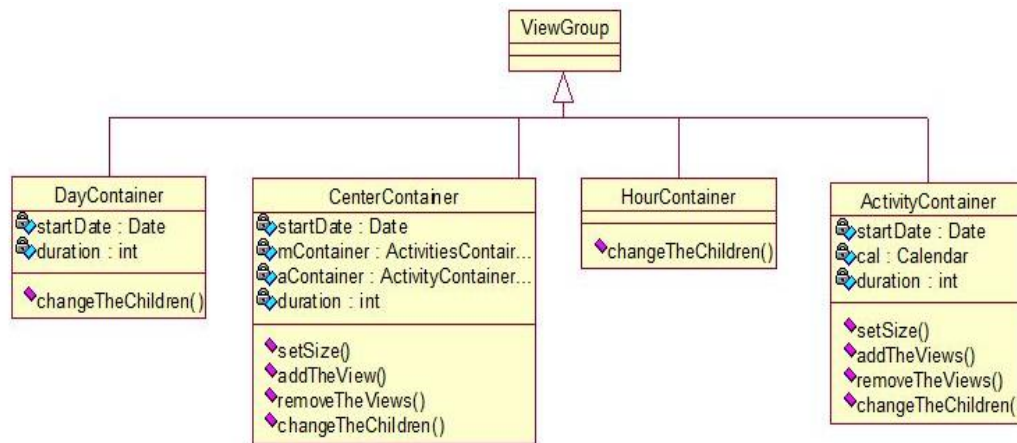 ViewGroup
DayContainer
startDate : Date
duration : int
changeTheChildren()
CenterContainer
startDate : Date
mContainer : ActivitiesContair...
aContainer : ActivityContainer...
duration : int
setSize()
addTheView()
removeTheViews()
changeTheChildren()
HourContainer
changeTheChildren()
ActivityContainer
startDate : Date
cal : Calendar
duration : int
setSize()
addTheViews()
removeTheViews()
changeTheChildren()